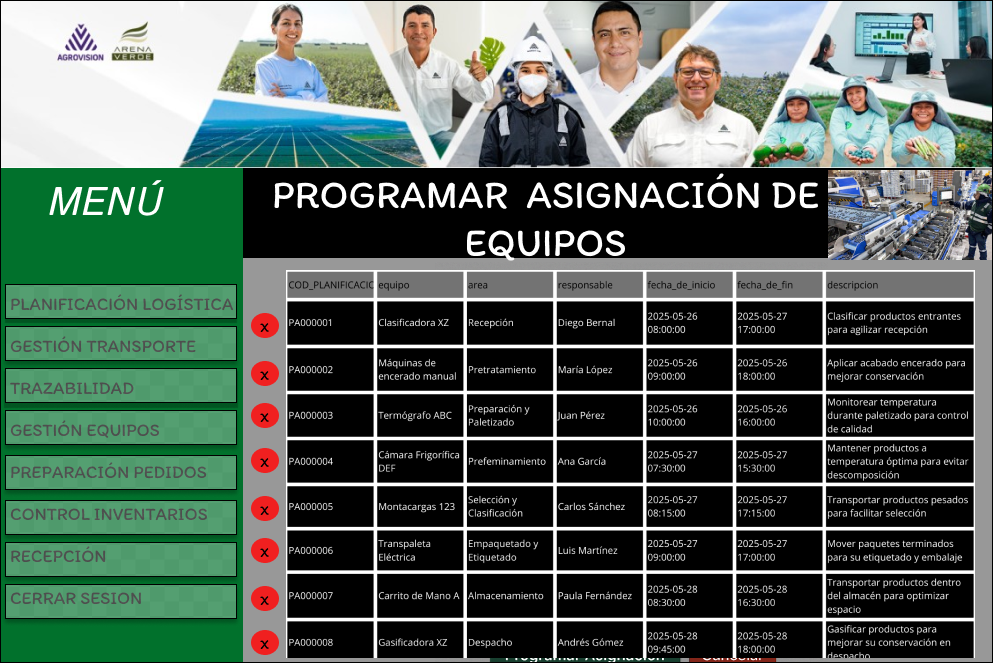 AGROVISION
ARENA
VERDE
MENÚ
PROGRAMAR ASIGNACIÓN DE
EQUIPOS
PLANIFICACIÓN LOGÍSTICA
GESTIÓN TRANSPORTE
TRAZABILIDAD
GESTIÓN EQUIPOS
PREPARACIÓN PEDIDOS
CONTROL INVENTARIOS
RECEPCIÓN
CERRAR SESION
COD_PLANIFICACIC equipo area responsable fecha_de_inicio fecha_de_fin descripcion
x PA000001 Clasificadora XZ Recepción Diego Bernal 2025-05-26 08:00:00 2025-05-27 17:00:00 Clasificar productos entrantes para agilizar recepción
x PA000002 Máquinas de encerado manual Pretratamiento María López 2025-05-26 09:00:00 2025-05-26 18:00:00 Aplicar acabado encerado para mejorar conservación
x PA000003 Termógrafo ABC Preparación y Paletizado Juan Pérez 2025-05-26 10:00:00 2025-05-26 16:00:00 Monitorear temperatura durante paletizado para control de calidad
x PA000004 Cámara Frigorífica DEF Prefeminamiento Ana García 2025-05-27 07:30:00 2025-05-27 15:30:00 Mantener productos a temperatura óptima para evitar descomposición
x PA000005 Montacargas 123 Selección y Clasificación Carlos Sánchez 2025-05-27 08:15:00 2025-05-27 17:15:00 Transportar productos pesados para facilitar selección
x PA000006 Transpaleta Eléctrica Empaquetado y Etiquetado Luis Martínez 2025-05-27 09:00:00 2025-05-27 17:00:00 Mover paquetes terminados para su etiquetado y embalaje
x PA000007 Carrito de Mano A Almacenamiento Paula Fernández 2025-05-28 08:30:00 2025-05-28 16:30:00 Transportar productos dentro del almacén para optimizar espacio
x PA000008 Gasificadora XZ Despacho Andrés Gómez 2025-05-28 09:45:00 2025-05-28 18:00:00 Gasificar productos para mejorar su conservación en despacho
Programar Asignación Cancelar